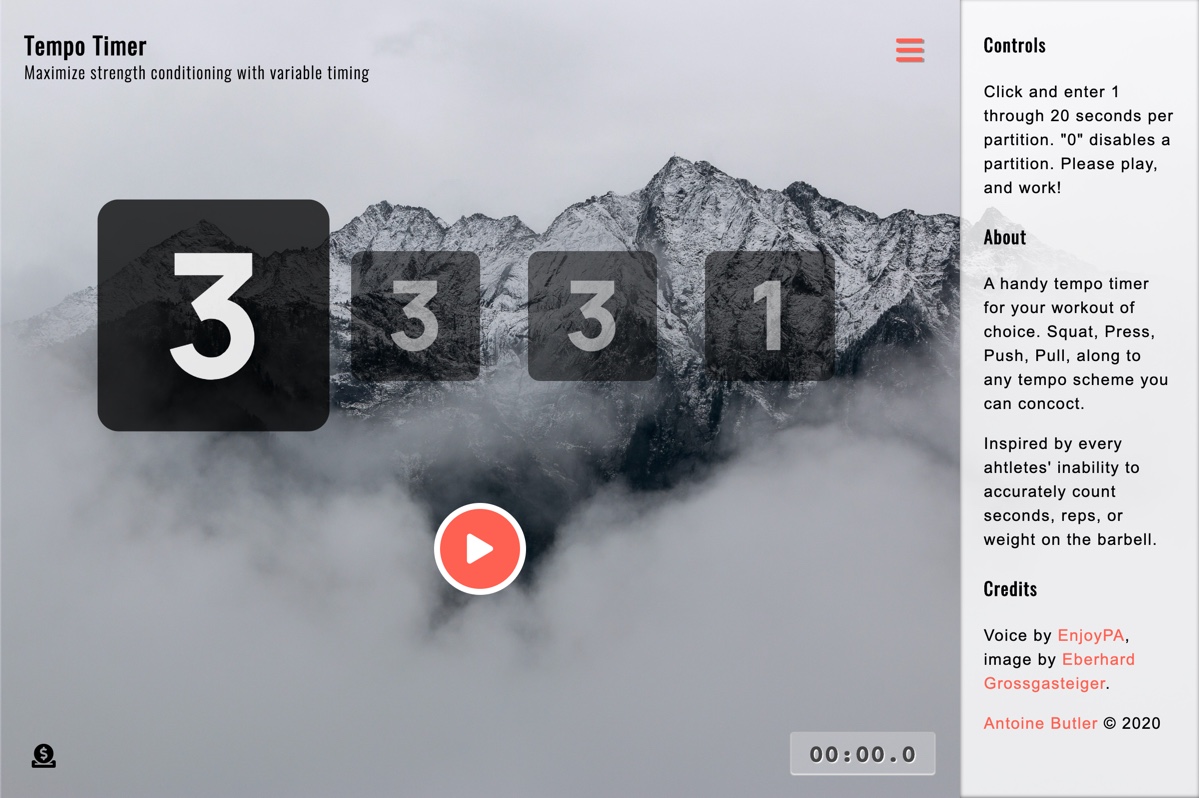 Tempo Timer
Maximize strength conditioning with variable timing
3
3
3
1
$
00:00.0
Controls
Click and enter 1
through 20 seconds per
partition. "0" disables a
partition. Please play,
and work!
About
A handy tempo timer
for your workout of
choice. Squat, Press,
Push, Pull, along to
any tempo scheme you
can concoct.
Inspired by every
ahtletes' inability to
accurately count
seconds, reps, or
weight on the barbell.
Credits
Voice by EnjoyPA,
image by Eberhard
Grossgasteiger.
Antoine Butler © 2020